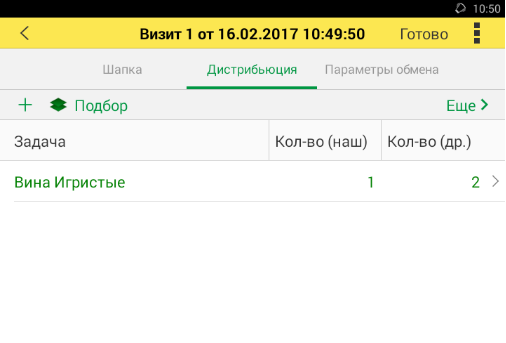 10:50
Визит 1 от 16.02.2017 10:49:50 Готово
Шапка Дистрибьюция Параметры обмена
Подбор Еще
Задача Кол-во (наш) Кол-во (др.)
Вина Игристые 1 2